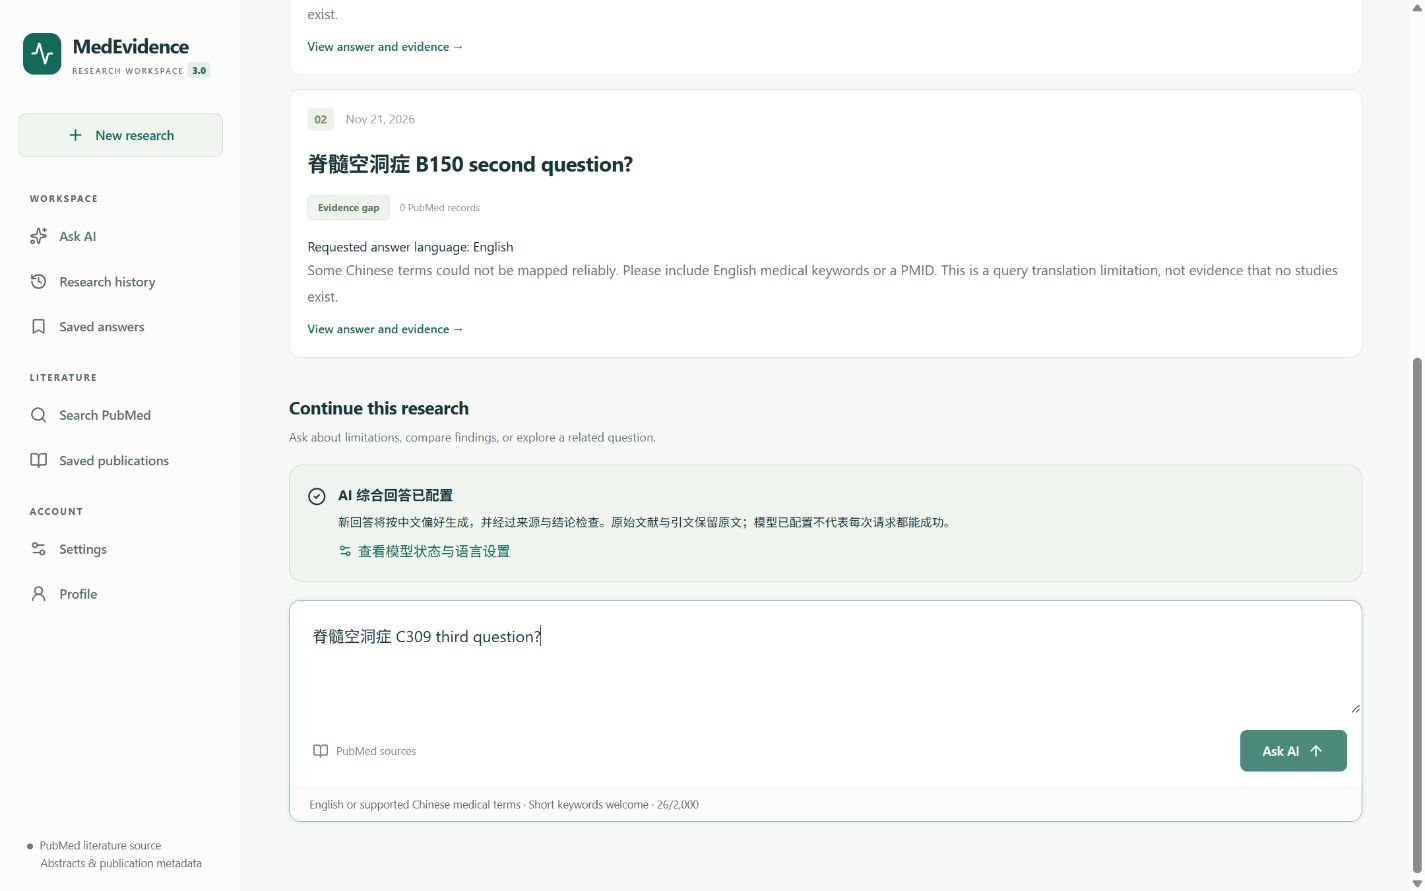 MedEvidence
RESEARCH WORKSPACE 3.0
New research
WORKSPACE
Ask AI
Research history
Saved answers
LITERATURE
Search PubMed
Saved publications
ACCOUNT
Settings
Profile
PubMed literature source
Abstracts & publication metadata
exist.
View answer and evidence →
02 Nov 21, 2026
脊髓空洞症 B150 second question?
Evidence gap 0 PubMed records
Requested answer language: English
Some Chinese terms could not be mapped reliably. Please include English medical keywords or a PMID. This is a query translation limitation, not evidence that no studies
exist.
View answer and evidence →
Continue this research
Ask about limitations, compare findings, or explore a related question.
AI 综合回答已配置
新回答将按中文偏好生成，并经过来源与结论检查。原始文献与引文保留原文；模型已配置不代表每次请求都能成功。
查看模型状态与语言设置
脊髓空洞症 C309 third question?
PubMed sources
Ask AI
English or supported Chinese medical terms · Short keywords welcome · 26/2,000